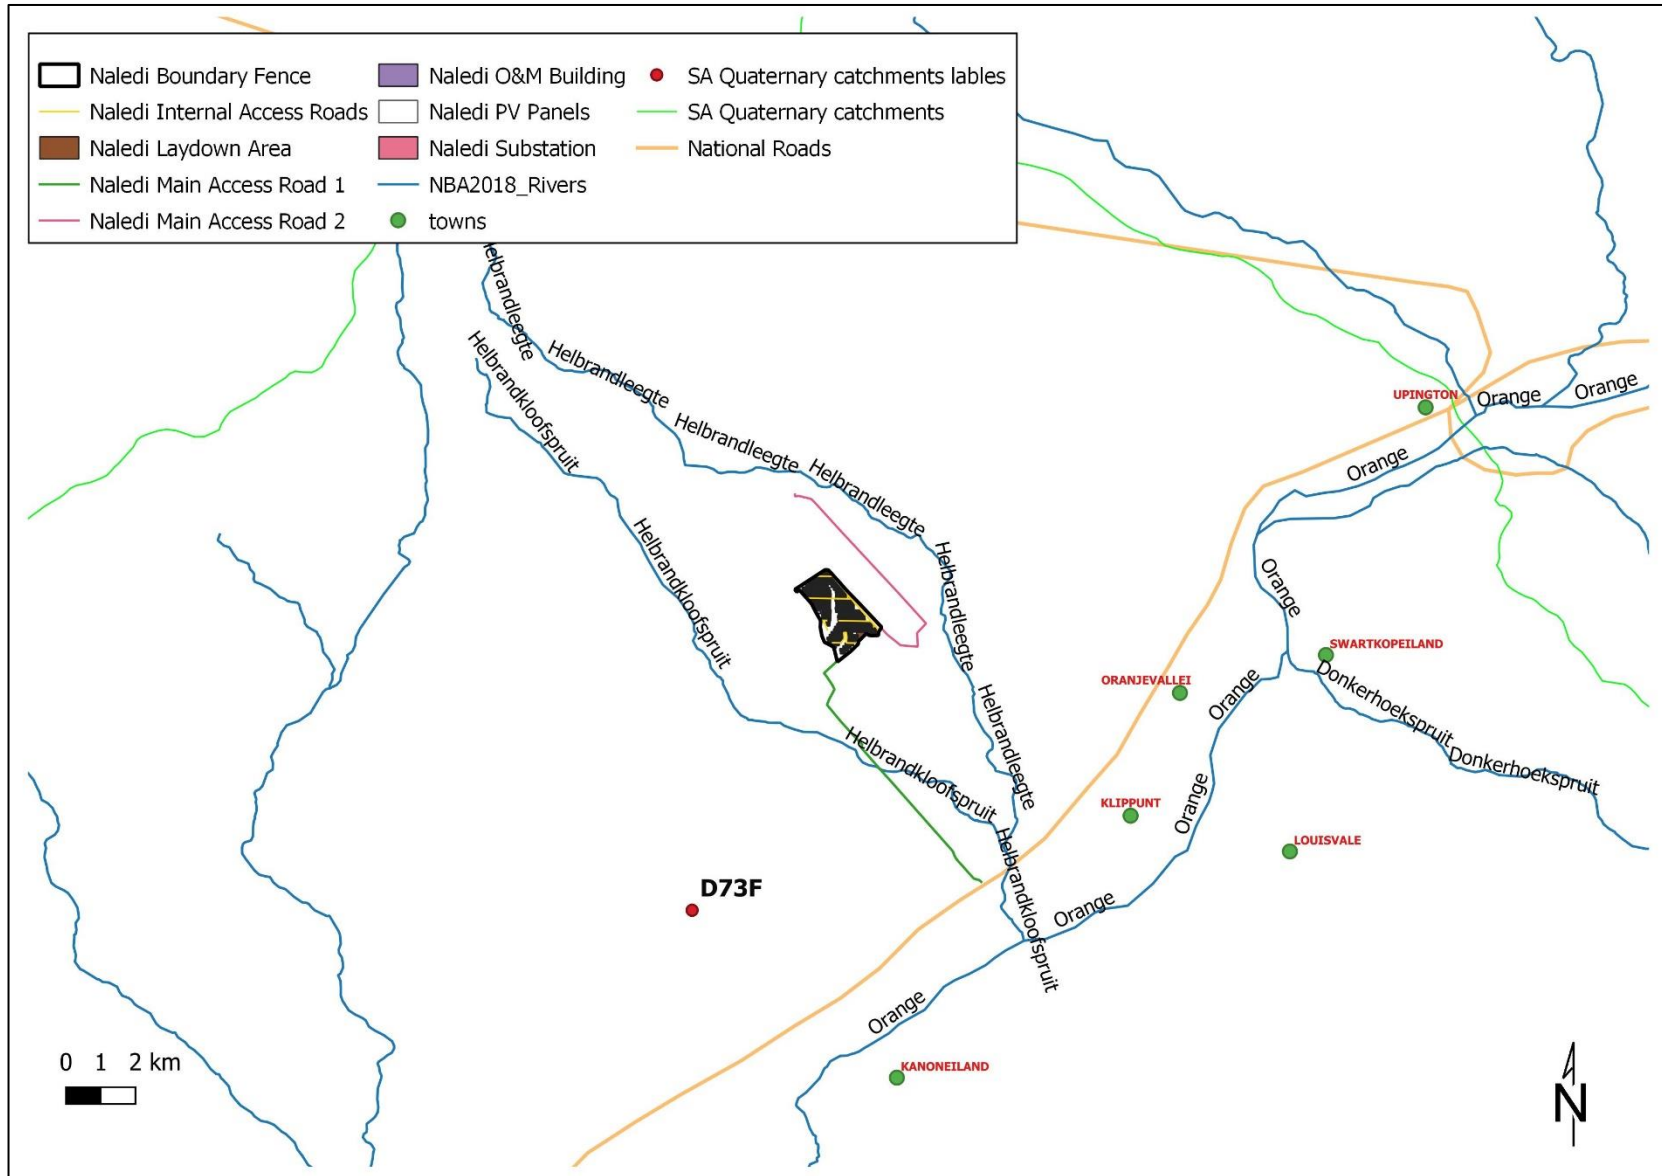 Naledi Boundary Fence
Naledi Internal Access Roads
Naledi Laydown Area
Naledi Main Access Road 1
Naledi Main Access Road 2
Naledi O&M Building
Naledi PV Panels
Naledi Substation
NBA2018_Rivers
towns
SA Quaternary catchments lables
SA Quaternary catchments
National Roads
Helbrandleegte
Helbrandkloofspruit
Helbrandleegte
Helbrandleegte
Helbrandleegte
Helbrandkloofspruit
Helbrandleegte
Helbrandleegte
Helbrandkloofspruit
Helbrandkloofspruit
UPINGTON
Orange
Orange
Orange
Orange
SWARTKOPEILAND
ORANJEVALLEI
Orange
Donkerhoekspruit
Donkerhoekspruit
Orange
KLIPPUNT
LOUISVALE
D73F
Orange
Orange
KANONEILAND
0 1 2 km
N